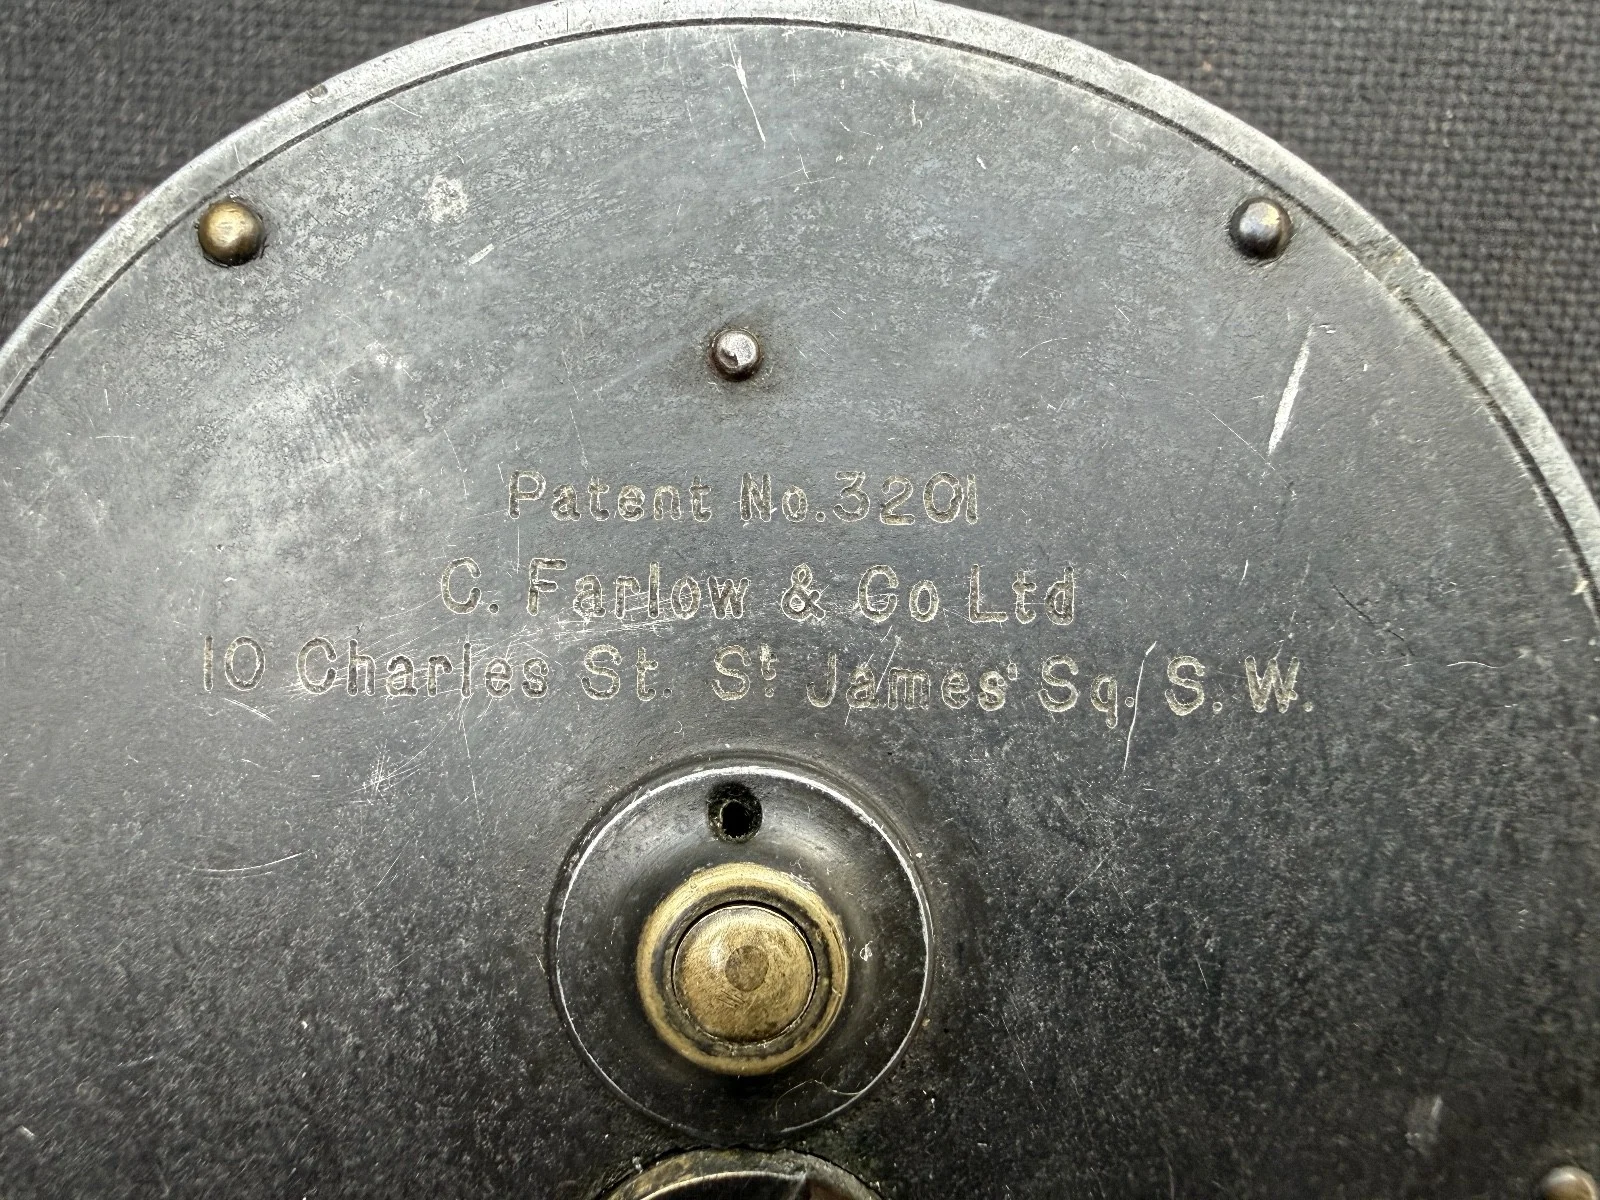 Patent No. 3201
C. Farlow & Co Ltd
10 Charles St. St James' Sq. S. W.